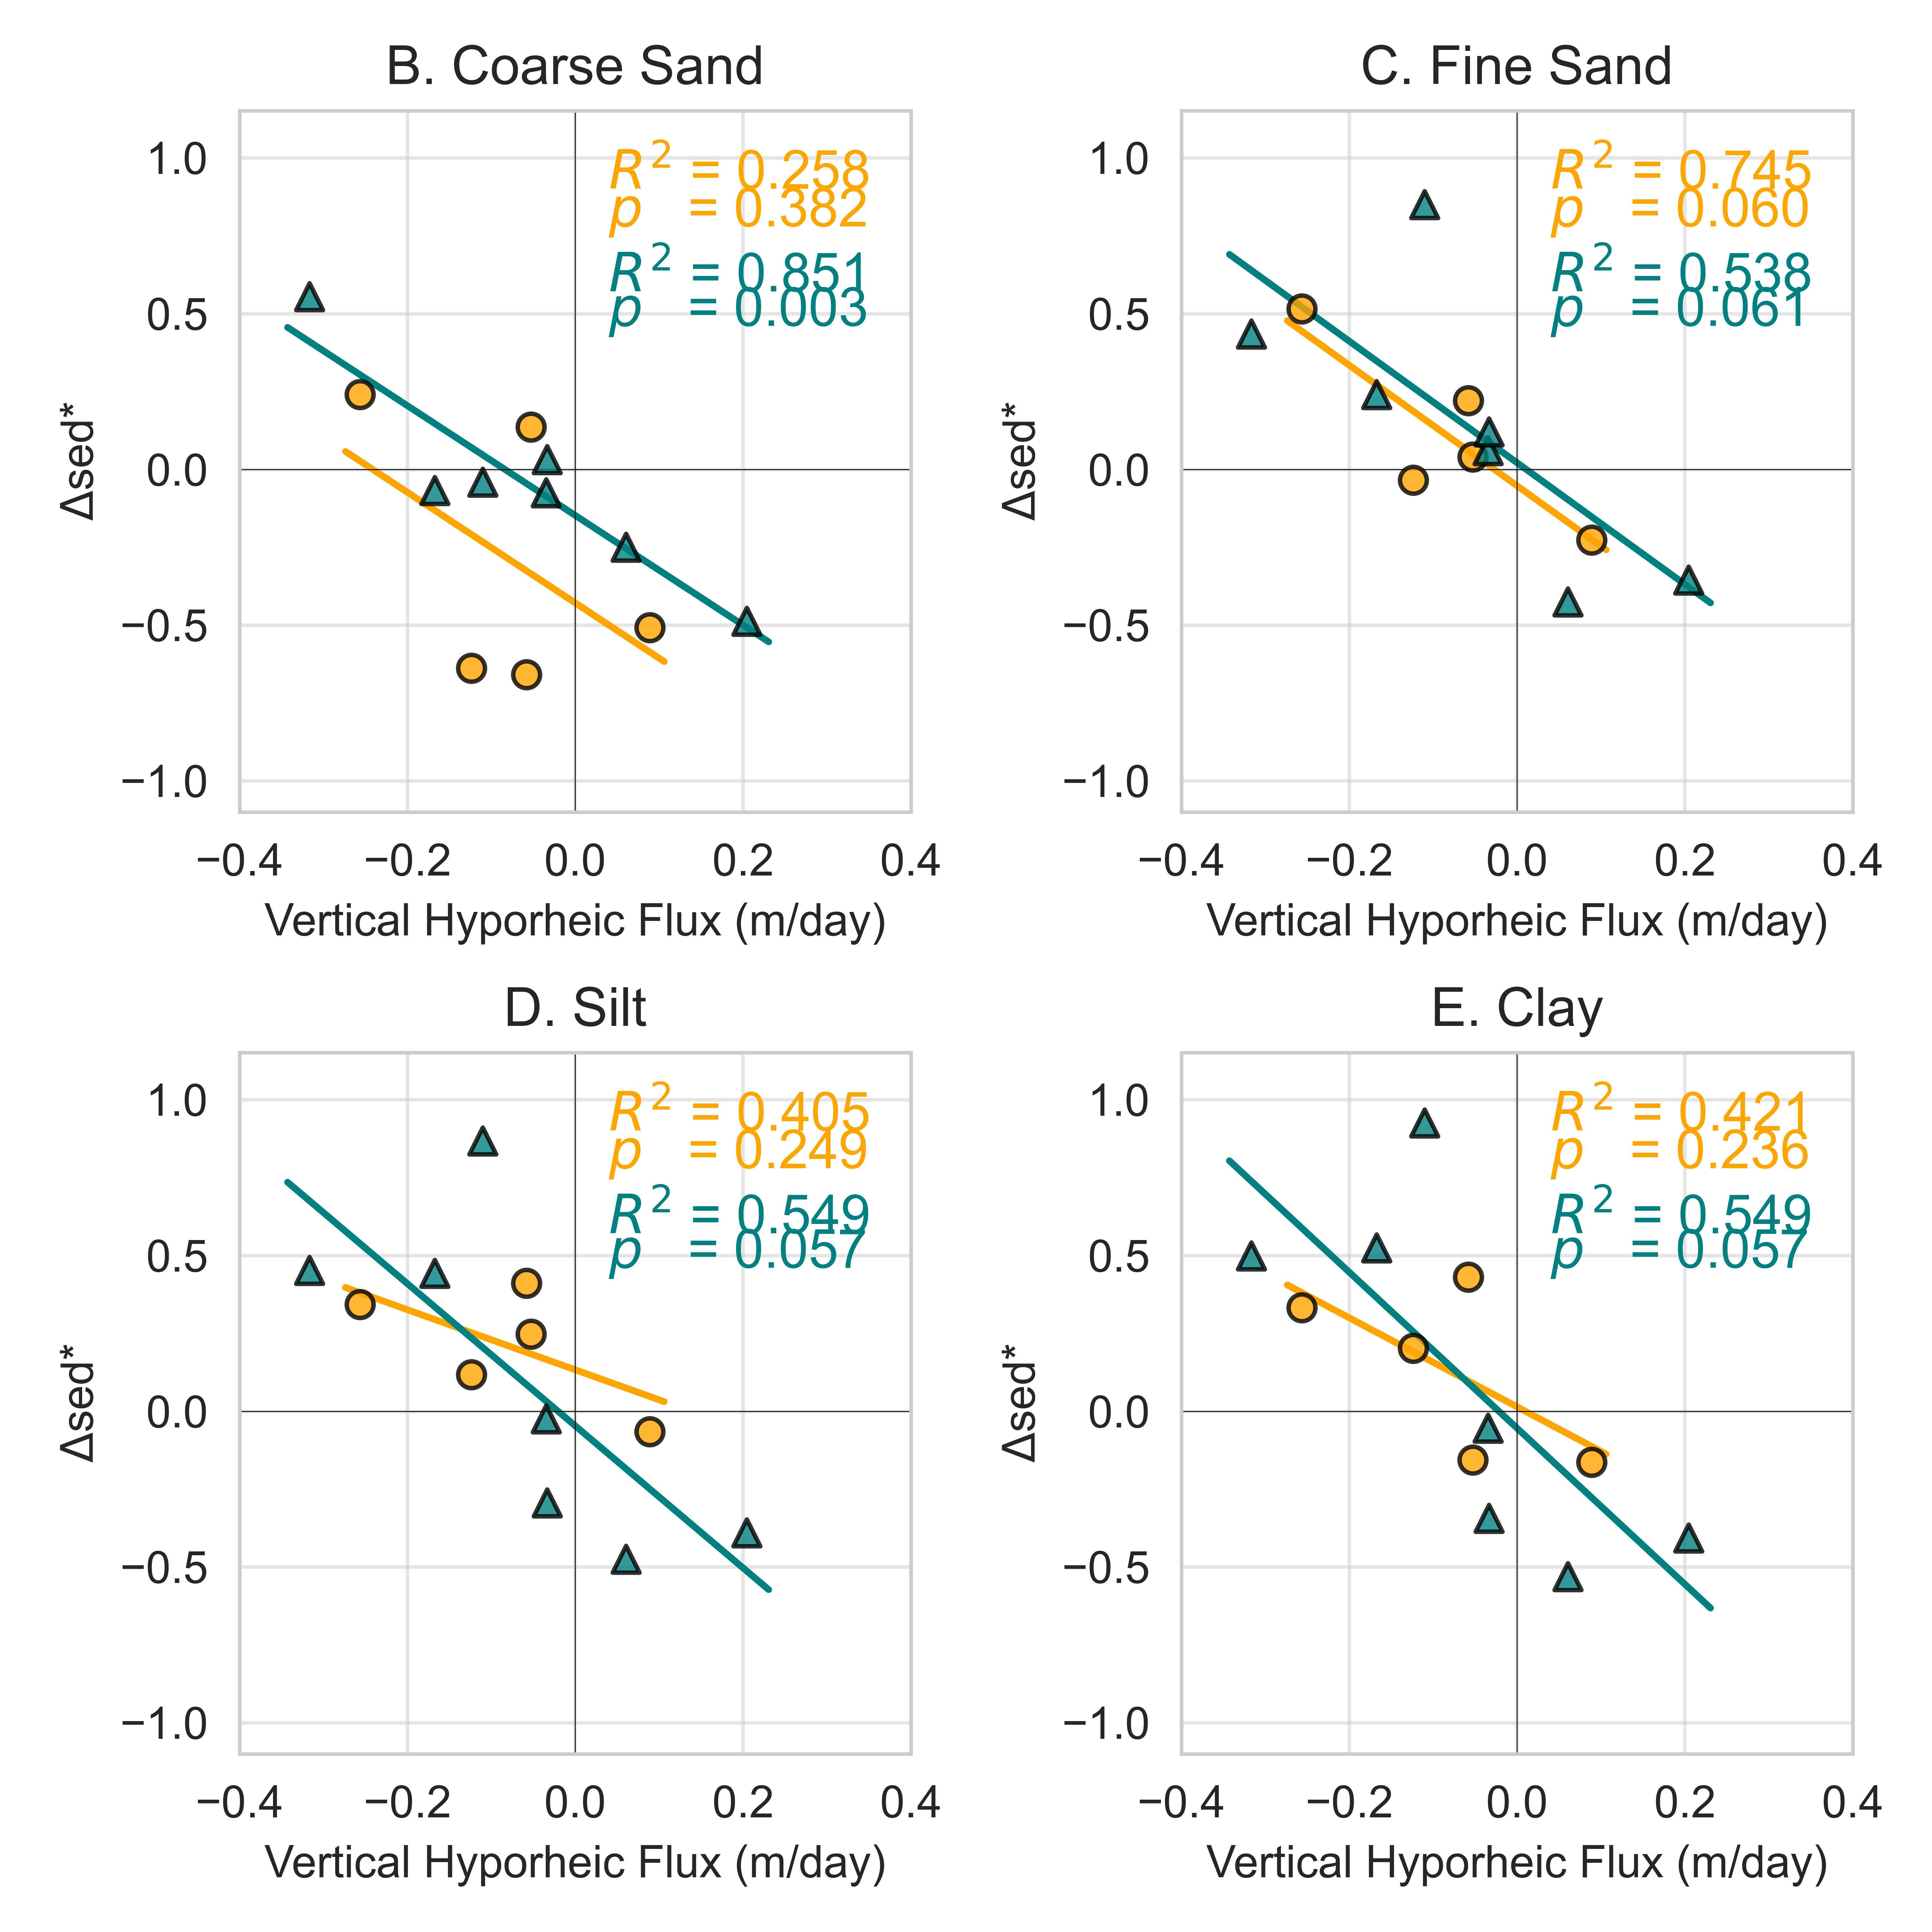 B. Coarse Sand
R² = 0.258
p = 0.382
R² = 0.851
p = 0.003
1.0
0.5
0.0
−0.5
−1.0
Δsed*
−0.4 −0.2 0.0 0.2 0.4
Vertical Hyporheic Flux (m/day)
C. Fine Sand
R² = 0.745
p = 0.060
R² = 0.538
p = 0.061
1.0
0.5
0.0
−0.5
−1.0
Δsed*
−0.4 −0.2 0.0 0.2 0.4
Vertical Hyporheic Flux (m/day)
D. Silt
R² = 0.405
p = 0.249
R² = 0.549
p = 0.057
1.0
0.5
0.0
−0.5
−1.0
Δsed*
−0.4 −0.2 0.0 0.2 0.4
Vertical Hyporheic Flux (m/day)
E. Clay
R² = 0.421
p = 0.236
R² = 0.549
p = 0.057
1.0
0.5
0.0
−0.5
−1.0
Δsed*
−0.4 −0.2 0.0 0.2 0.4
Vertical Hyporheic Flux (m/day)